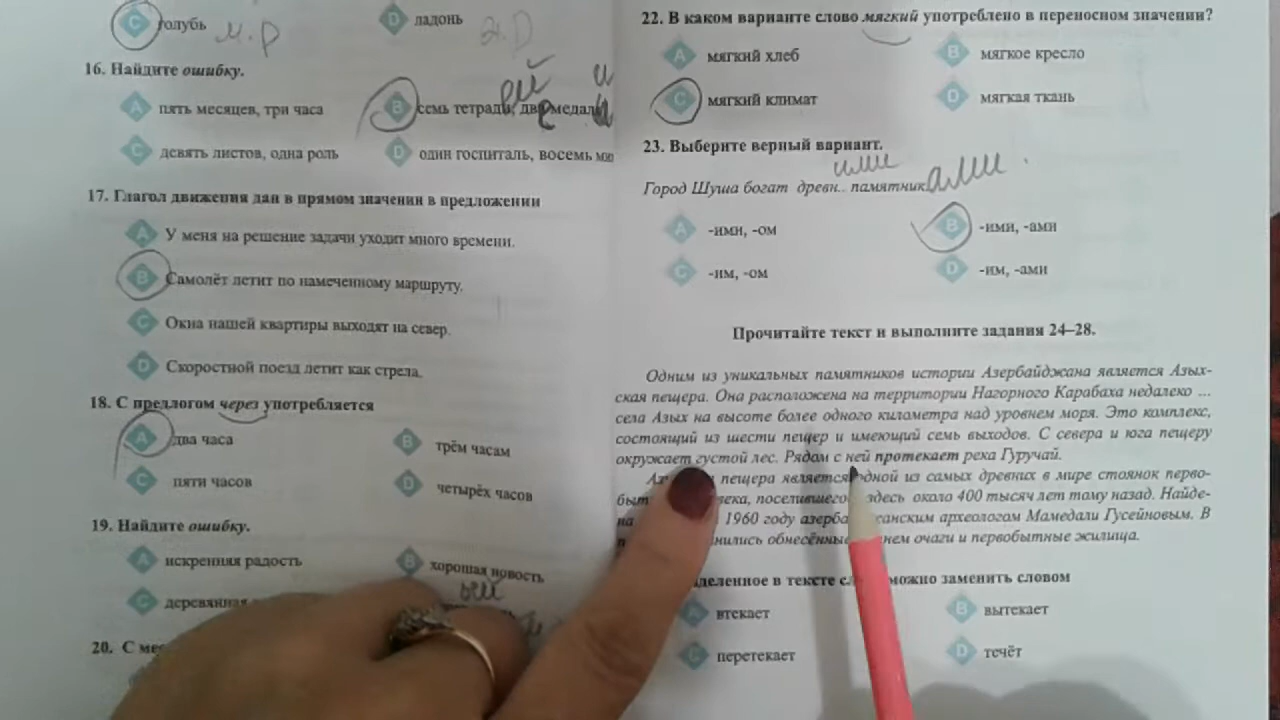 C голубь м.р
D ладонь
16. Найдите ошибку.
A пять месяцев, три часа
B семь тетради, две медали
ей
е
и
C девять листов, одна роль
D один госпиталь, восемь
17. Глагол движения дан в прямом значении в предложении
A У меня на решение задачи уходит много времени.
B Самолёт летит по намеченному маршруту.
C Окна нашей квартиры выходят на север.
D Скоростной поезд летит как стрела.
18. С предлогом через употребляется
A два часа
B трём часам
C пяти часов
D четырёх часов
19. Найдите ошибку.
A искренняя радость
B хорошая новость
C деревянная
ей
20. С
22. В каком варианте слово мягкий употреблено в переносном значении?
A мягкий хлеб
B мягкое кресло
C мягкий климат
D мягкая ткань
23. Выберите верный вариант.
ими ами
Город Шуша богат древн.. памятник
A -ими, -ом
B -ими, -ами
C -им, -ом
D -им, -ами
Прочитайте текст и выполните задания 24–28.
Одним из уникальных памятников истории Азербайджана является Азых-
ская пещера. Она расположена на территории Нагорного Карабаха недалеко ...
села Азых на высоте более одного километра над уровнем моря. Это комплекс,
состоящий из шести пещер и имеющий семь выходов. С севера и юга пещеру
окружает густой лес. Рядом с ней протекает река Гуручай.
пещера является одной из самых древних в мире стоянок перво-
поселившегося здесь около 400 тысяч лет тому назад. Найде-
на 1960 году археологом Мамедали Гусейновым. В
очаги и первобытные жилища.
в тексте можно заменить словом
A втекает
B вытекает
C перетекает
D течёт